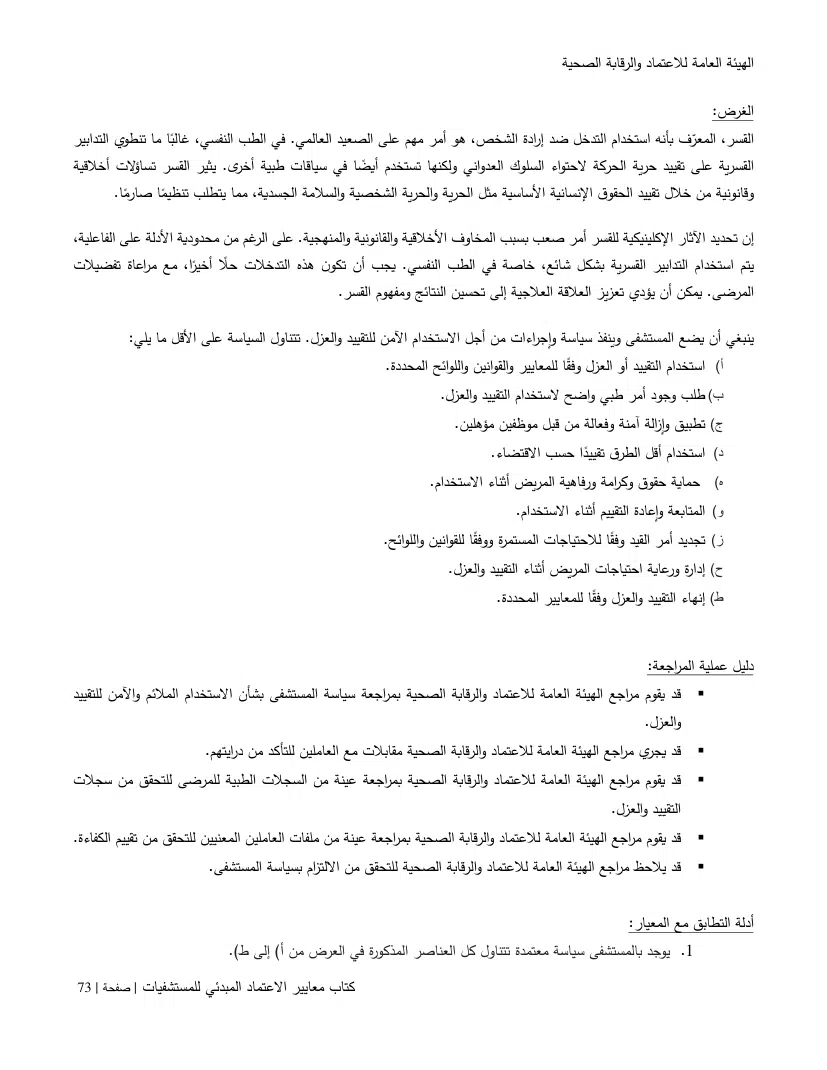 الهيئة العامة للاعتماد والرقابة الصحية
الغرض:
القسر، المعرّف بأنه استخدام التدخل ضد إرادة الشخص، هو أمر مهم على الصعيد العالمي. في الطب النفسي، غالبًا ما تنطوي التدابير
القسرية على تقييد حرية الحركة لاحتواء السلوك العدواني ولكنها تستخدم أيضًا في سياقات طبية أخرى. يثير القسر تساؤلات أخلاقية
وقانونية من خلال تقييد الحقوق الإنسانية الأساسية مثل الحرية والحرية الشخصية والسلامة الجسدية، مما يتطلب تنظيمًا صارمًا.
إن تحديد الآثار الإكلينيكية للقسر أمر صعب بسبب المخاوف الأخلاقية والقانونية والمنهجية. على الرغم من محدودية الأدلة على الفاعلية،
يتم استخدام التدابير القسرية بشكل شائع، خاصة في الطب النفسي. يجب أن تكون هذه التدخلات حلًا أخيرًا، مع مراعاة تفضيلات
المرضى. يمكن أن يؤدي تعزيز العلاقة العلاجية إلى تحسين النتائج ومفهوم القسر.
ينبغي أن يضع المستشفى وينفذ سياسة وإجراءات من أجل الاستخدام الآمن للتقييد والعزل. تتناول السياسة على الأقل ما يلي:
أ) استخدام التقييد أو العزل وفقًا للمعايير والقوانين واللوائح المحددة.
ب) طلب وجود أمر طبي واضح لاستخدام التقييد والعزل.
ج) تطبيق وإزالة آمنة وفعالة من قبل موظفين مؤهلين.
د) استخدام أقل الطرق تقييدًا حسب الاقتضاء.
ه) حماية حقوق وكرامة ورفاهية المريض أثناء الاستخدام.
و) المتابعة وإعادة التقييم أثناء الاستخدام.
ز) تجديد أمر القيد وفقًا للاحتياجات المستمرة ووفقًا للقوانين واللوائح.
ح) إدارة ورعاية احتياجات المريض أثناء التقييد والعزل.
ط) إنهاء التقييد والعزل وفقًا للمعايير المحددة.
دليل عملية المراجعة:
▪ قد يقوم مراجع الهيئة العامة للاعتماد والرقابة الصحية بمراجعة سياسة المستشفى بشأن الاستخدام الملائم والآمن للتقييد
والعزل.
▪ قد يجري مراجع الهيئة العامة للاعتماد والرقابة الصحية مقابلات مع العاملين للتأكد من درايتهم.
▪ قد يقوم مراجع الهيئة العامة للاعتماد والرقابة الصحية بمراجعة عينة من السجلات الطبية للمرضى للتحقق من سجلات
التقييد والعزل.
▪ قد يقوم مراجع الهيئة العامة للاعتماد والرقابة الصحية بمراجعة عينة من ملفات العاملين المعنيين للتحقق من تقييم الكفاءة.
▪ قد يلاحظ مراجع الهيئة العامة للاعتماد والرقابة الصحية للتحقق من الالتزام بسياسة المستشفى.
أدلة التطابق مع المعيار:
1. يوجد بالمستشفى سياسة معتمدة تتناول كل العناصر المذكورة في العرض من أ) إلى ط).
كتاب معايير الاعتماد المبدئي للمستشفيات | صفحة | 73